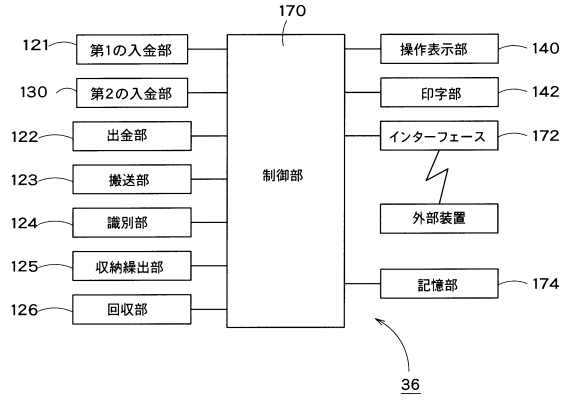 170
121
第1の入金部
130
第2の入金部
122
出金部
123
搬送部
124
識別部
125
収納繰出部
126
回収部
制御部
操作表示部
140
印字部
142
インターフェース
172
外部装置
記憶部
174
36